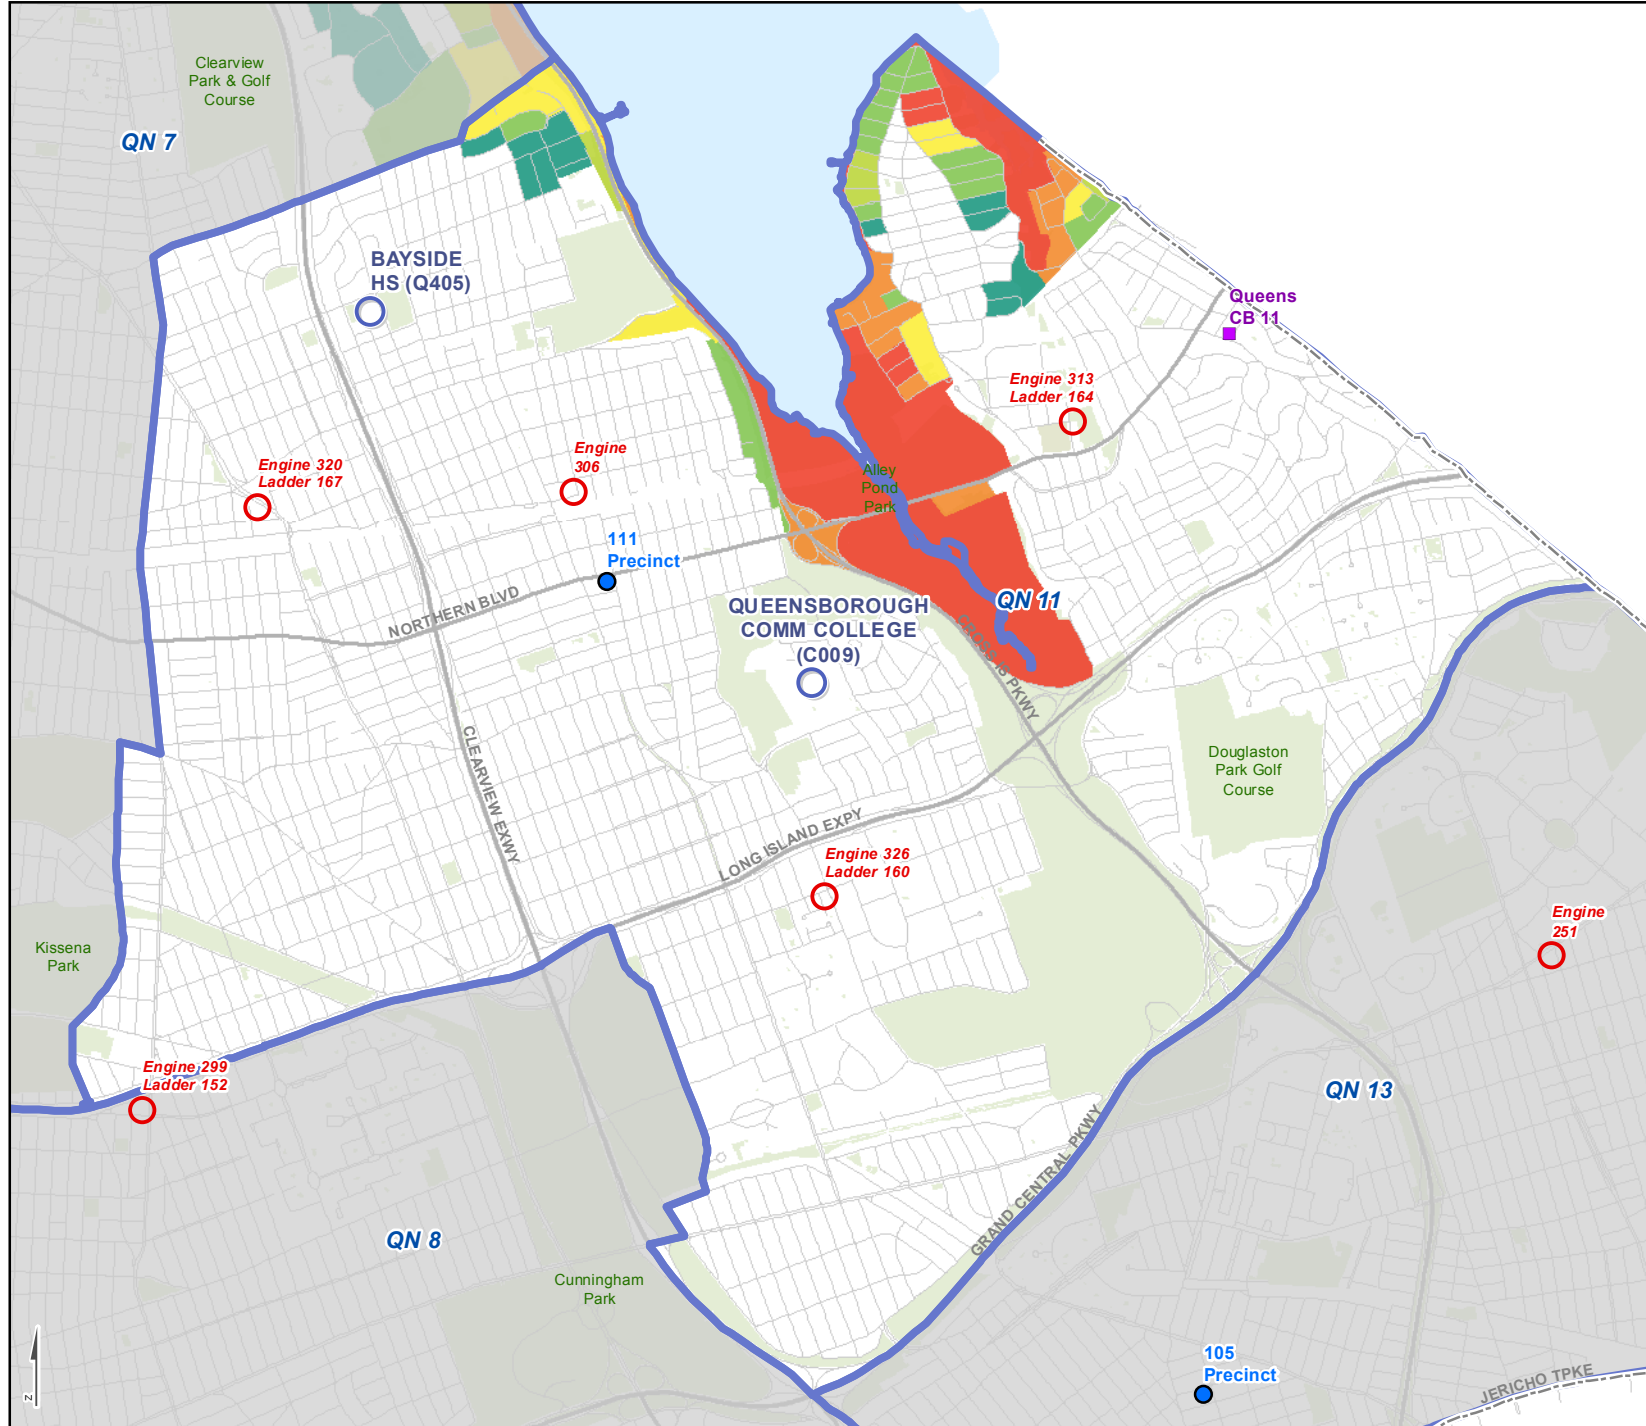 Clearview
Park & Golf
Course
QN 7
BAYSIDE
HS (Q405)
Queens
CB 11
Engine 313
Ladder 164
Engine
306
Engine 320
Ladder 167
Alley
Pond
Park
111
Precinct
NORTHERN BLVD
QUEENSBOROUGH
COMM COLLEGE
(C009)
QN 11
CROSS IS PKWY
CLEARVIEW EXWY
Douglaston
Park Golf
Course
LONG ISLAND EXPY
Engine 326
Ladder 160
Engine
251
Kissena
Park
Engine 299
Ladder 152
QN 13
GRAND CENTRAL PKWY
QN 8
Cunningham
Park
105
Precinct
JERICHO TPKE
N